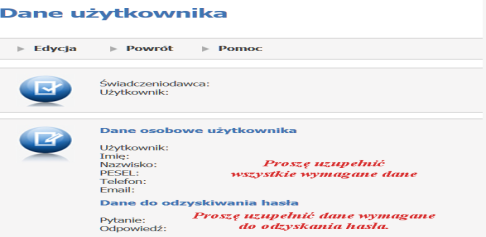 Dane użytkownika
Edycja Powrót Pomoc
Świadczeniodawca:
Użytkownik:
Dane osobowe użytkownika
Użytkownik:
Imię:
Nazwisko:
PESEL:
Telefon:
Email:
Proszę uzupełnić
wszystkie wymagane dane
Dane do odzyskiwania hasła
Pytanie:
Odpowiedź:
Proszę uzupełnić dane wymagane
do odzyskania hasła.